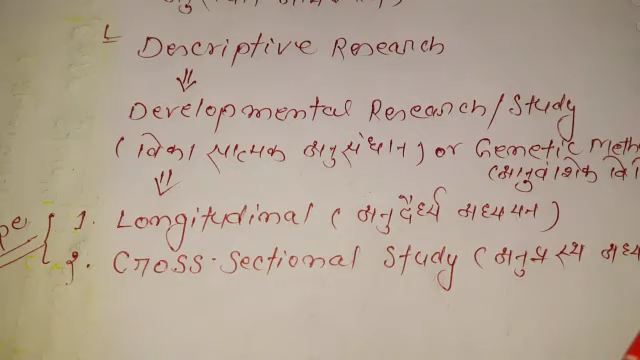 Descriptive Research
Developmental Research/Study
(विकासात्मक अनुसंधान) or Genetic Meth
(आनुवंशिक वि
1. Longitudinal (अनुदैर्ध्य अध्ययन)
2. Cross-Sectional Study (अनुप्रस्थ अध्य